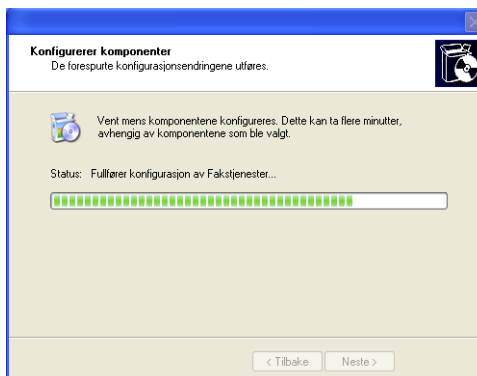 Konfigurerer komponenter
De forespurte konfigurasjonsendringene utføres.
Vent mens komponentene konfigureres. Dette kan ta flere minutter,
avhengig av komponentene som ble valgt.
Status: Fullfører konfigurasjon av Fakstjenester...
< Tilbake
Neste >